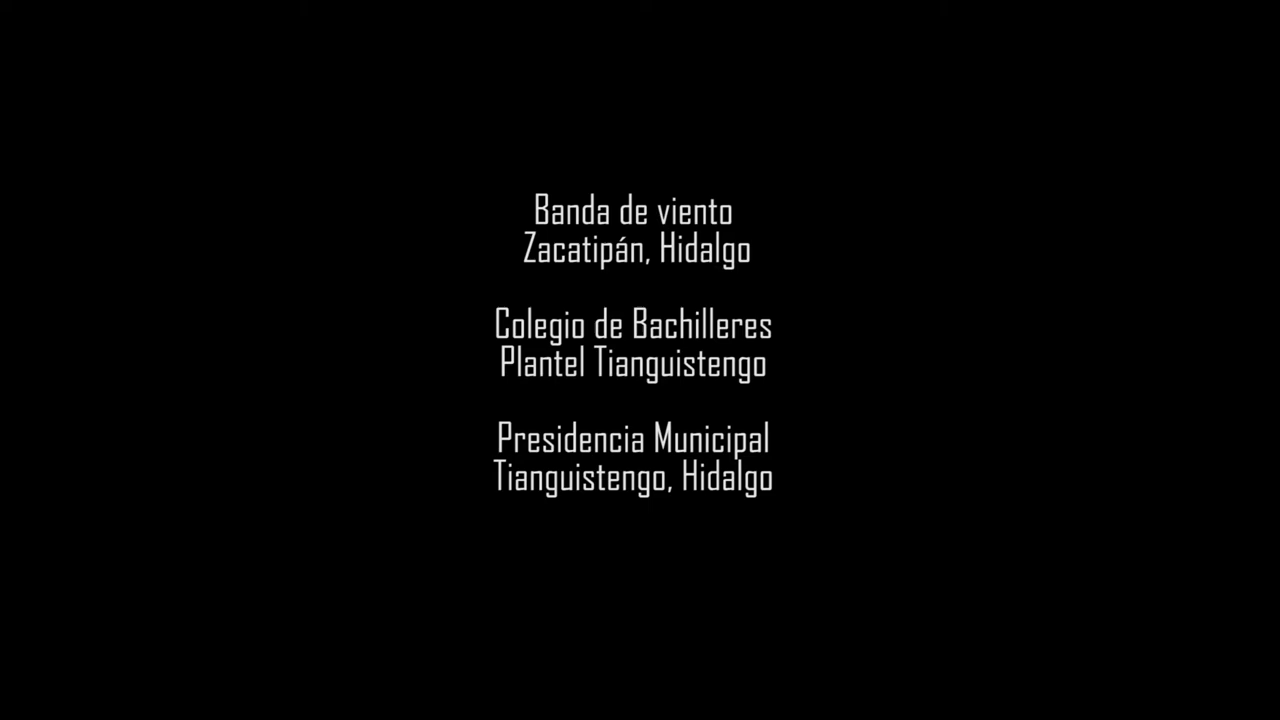 Banda de viento
Zacatipán, Hidalgo
Colegio de Bachilleres
Plantel Tianguistengo
Presidencia Municipal
Tianguistengo, Hidalgo